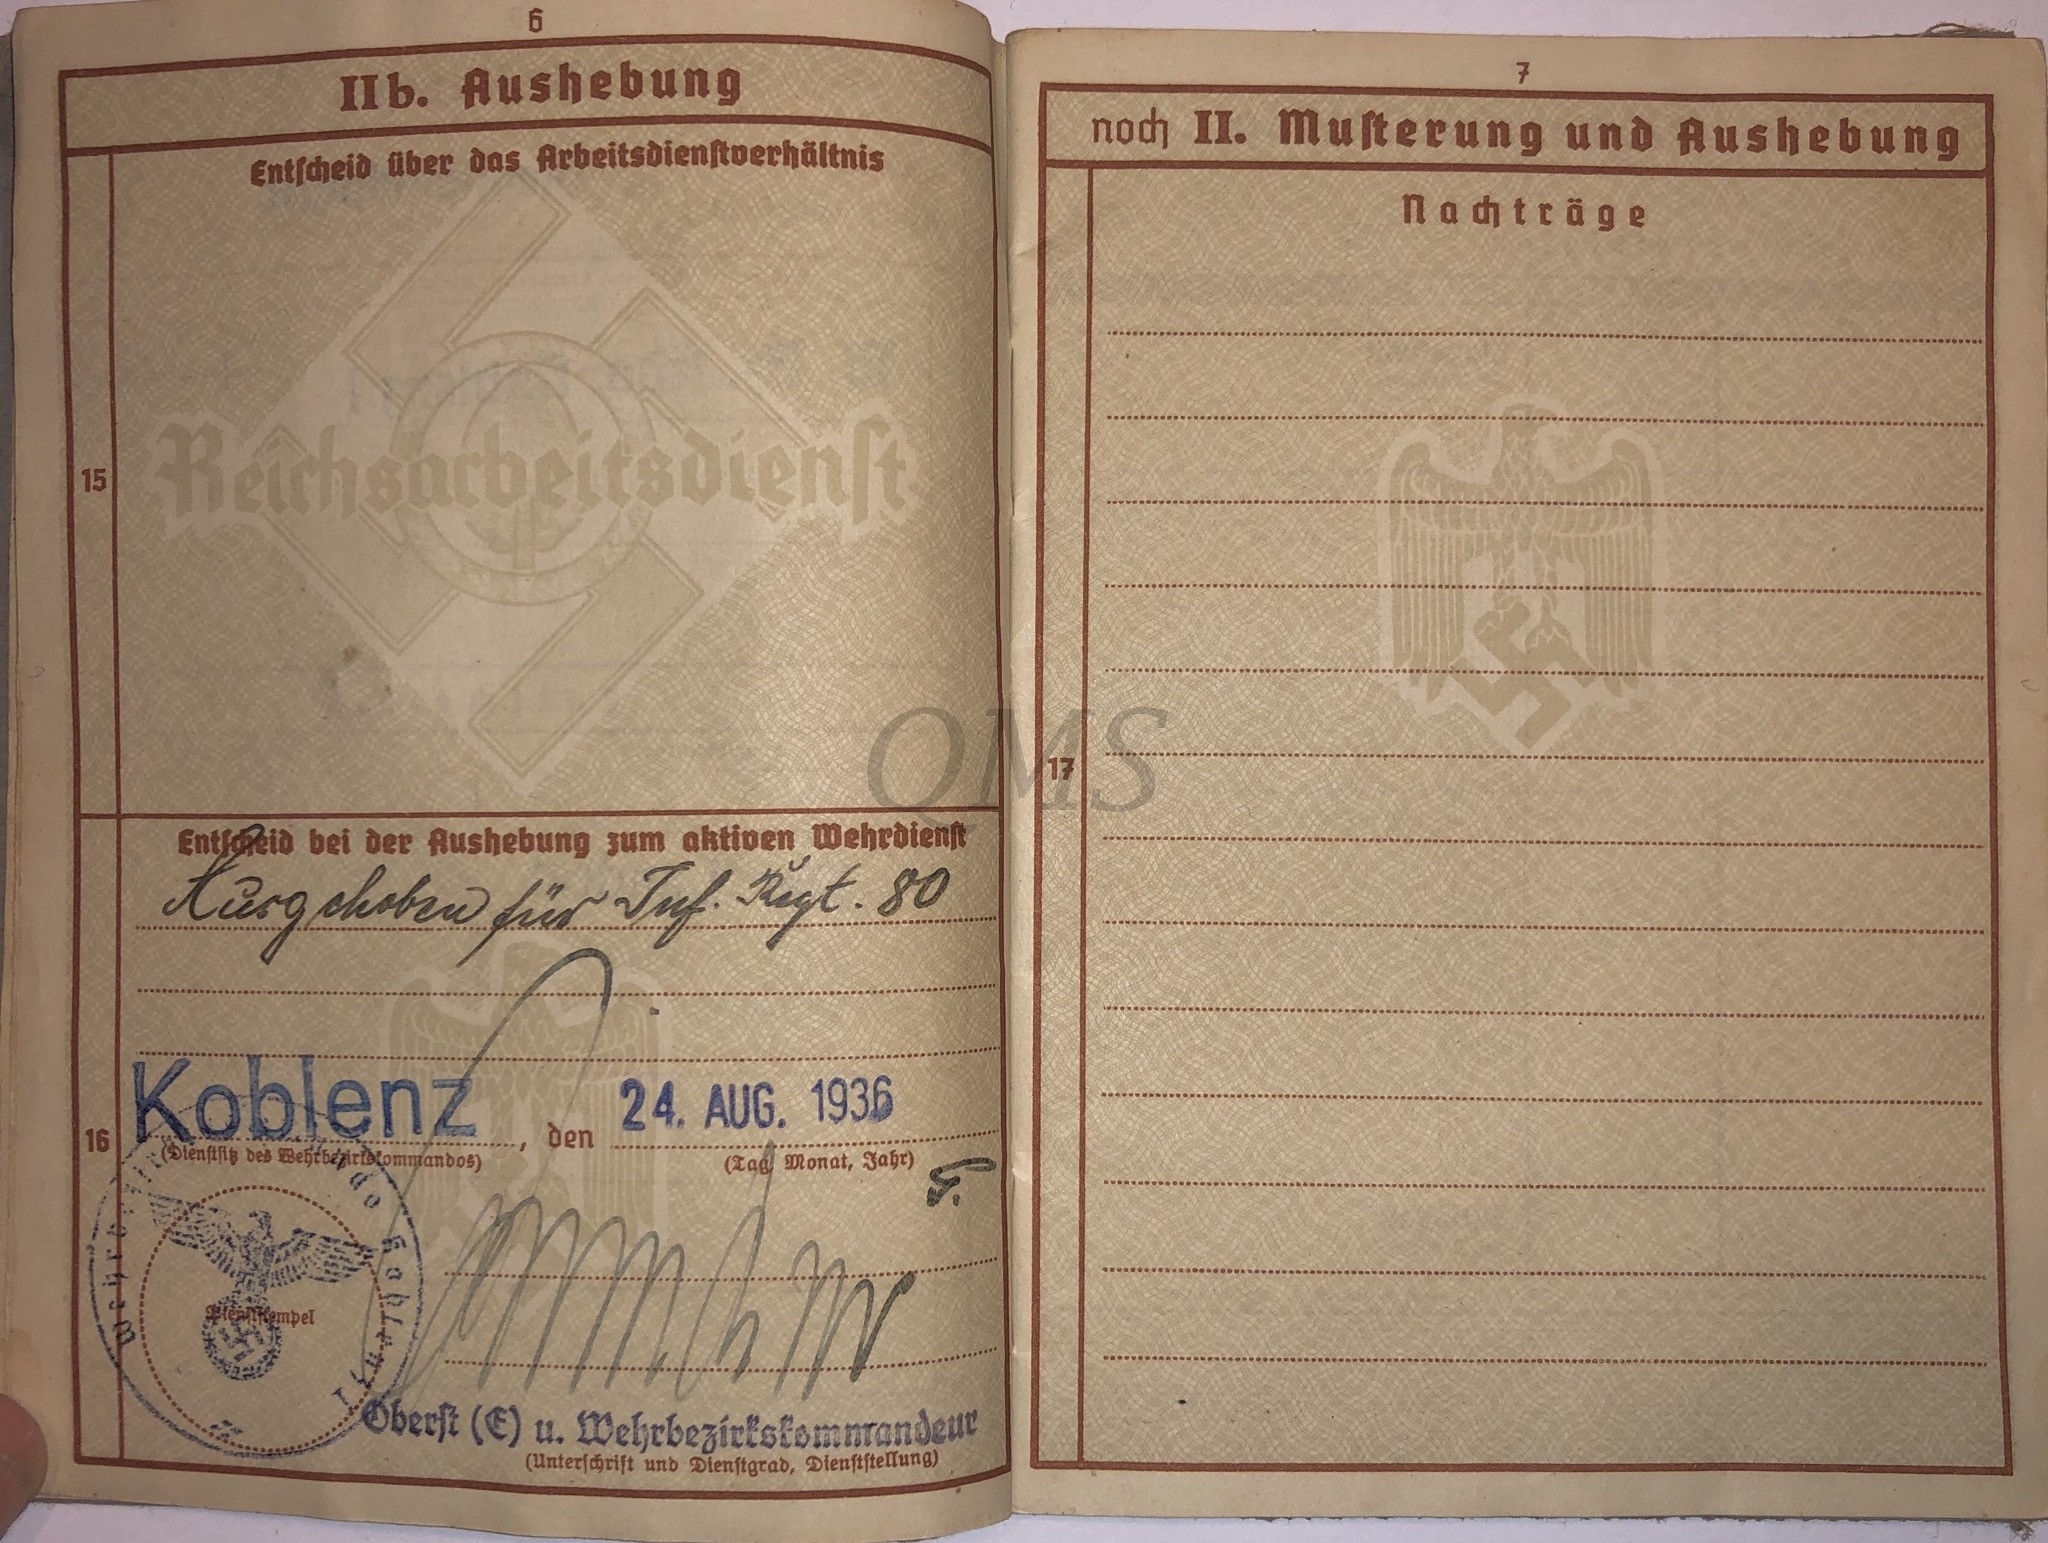 6
IIb. Aushebung
Entscheid über das Arbeitsdienstverhältnis
Reichsarbeitsdienst
15
Entscheid bei der Aushebung zum aktiven Wehrdienst
Ausgehoben für Inf. Regt. 80
Koblenz, den 24. AUG. 1936
16
(Dienstsitz des Wehrbezirkskommandos) (Tag, Monat, Jahr)
Dienststempel
Oberst (E) u. Wehrbezirkskommandeur
(Unterschrift und Dienstgrad, Dienststellung)
7
noch II. Musterung und Aushebung
Nachträge
17
QMS